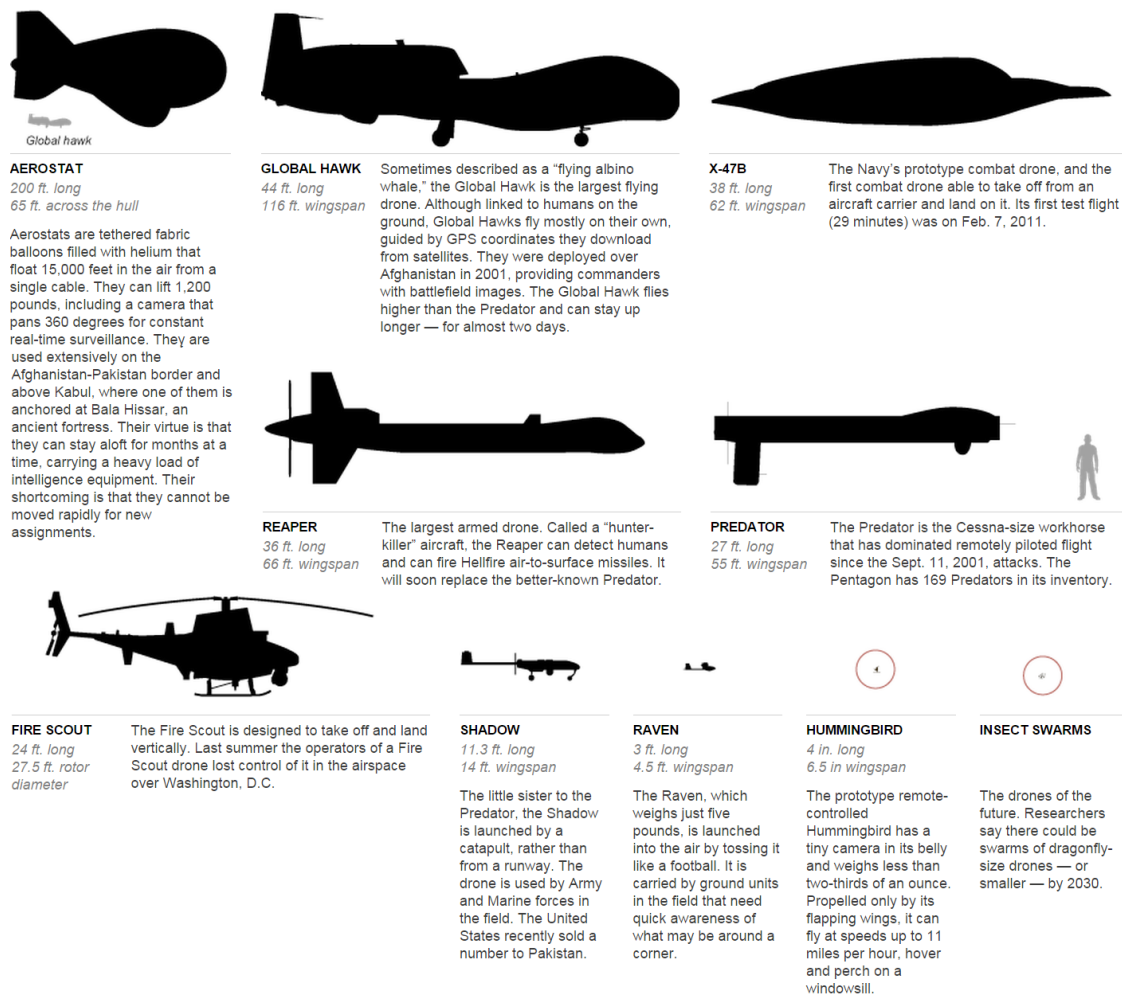 Global hawk
AEROSTAT
200 ft. long
65 ft. across the hull
Aerostats are tethered fabric
balloons filled with helium that
float 15,000 feet in the air from a
single cable. They can lift 1,200
pounds, including a camera that
pans 360 degrees for constant
real-time surveillance. They are
used extensively on the
Afghanistan-Pakistan border and
above Kabul, where one of them is
anchored at Bala Hissar, an
ancient fortress. Their virtue is that
they can stay aloft for months at a
time, carrying a heavy load of
intelligence equipment. Their
shortcoming is that they cannot be
moved rapidly for new
assignments.
GLOBAL HAWK
44 ft. long
116 ft. wingspan
Sometimes described as a “flying albino
whale,” the Global Hawk is the largest flying
drone. Although linked to humans on the
ground, Global Hawks fly mostly on their own,
guided by GPS coordinates they download
from satellites. They were deployed over
Afghanistan in 2001, providing commanders
with battlefield images. The Global Hawk flies
higher than the Predator and can stay up
longer — for almost two days.
X-47B
38 ft. long
62 ft. wingspan
The Navy’s prototype combat drone, and the
first combat drone able to take off from an
aircraft carrier and land on it. Its first test flight
(29 minutes) was on Feb. 7, 2011.
REAPER
36 ft. long
66 ft. wingspan
The largest armed drone. Called a “hunter-
killer” aircraft, the Reaper can detect humans
and can fire Hellfire air-to-surface missiles. It
will soon replace the better-known Predator.
PREDATOR
27 ft. long
55 ft. wingspan
The Predator is the Cessna-size workhorse
that has dominated remotely piloted flight
since the Sept. 11, 2001, attacks. The
Pentagon has 169 Predators in its inventory.
FIRE SCOUT
24 ft. long
27.5 ft. rotor
diameter
The Fire Scout is designed to take off and land
vertically. Last summer the operators of a Fire
Scout drone lost control of it in the airspace
over Washington, D.C.
SHADOW
11.3 ft. long
14 ft. wingspan
The little sister to the
Predator, the Shadow
is launched by a
catapult, rather than
from a runway. The
drone is used by Army
and Marine forces in
the field. The United
States recently sold a
number to Pakistan.
RAVEN
3 ft. long
4.5 ft. wingspan
The Raven, which
weighs just five
pounds, is launched
into the air by tossing it
like a football. It is
carried by ground units
in the field that need
quick awareness of
what may be around a
corner.
HUMMINGBIRD
4 in. long
6.5 in wingspan
The prototype remote-
controlled
Hummingbird has a
tiny camera in its belly
and weighs less than
two-thirds of an ounce.
Propelled only by its
flapping wings, it can
fly at speeds up to 11
miles per hour, hover
and perch on a
windowsill.
INSECT SWARMS
The drones of the
future. Researchers
say there could be
swarms of dragonfly-
size drones — or
smaller — by 2030.